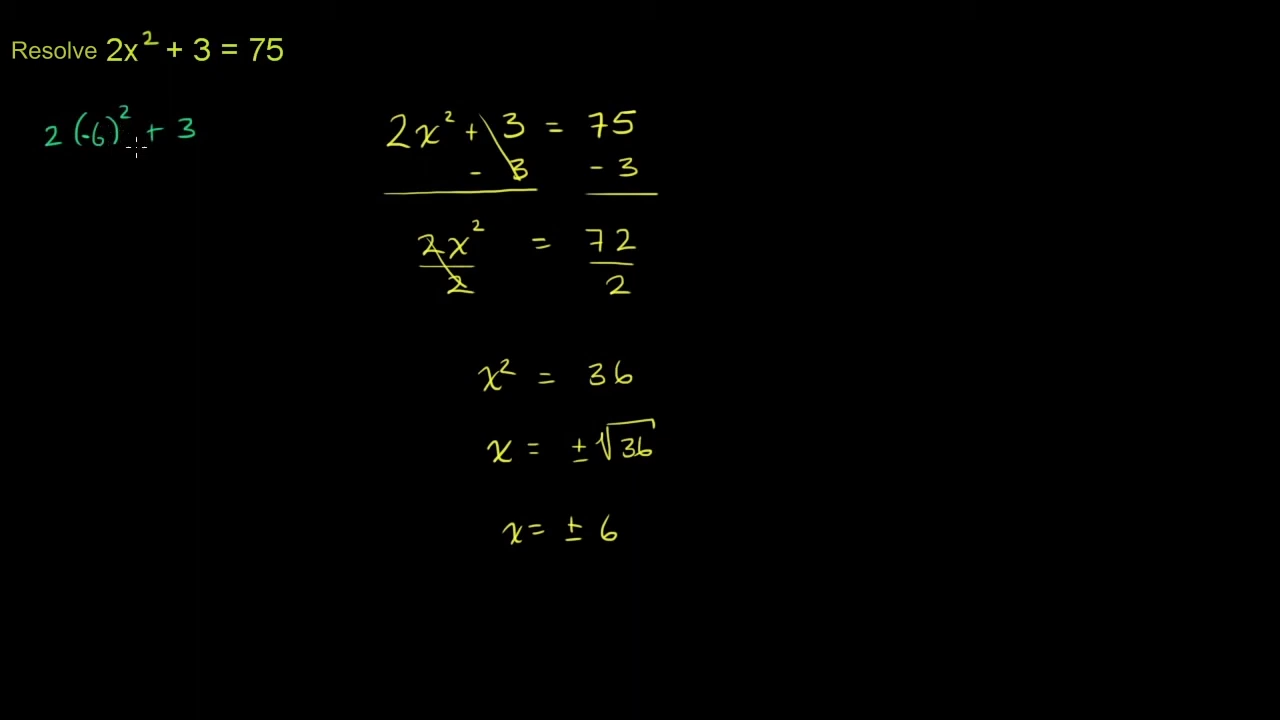 Resolve 2x² + 3 = 75
2 (-6)² + 3
2x² + 3 = 75
- 3 - 3
2x² = 72
2 2
x² = 36
x = ±√36
x = ± 6